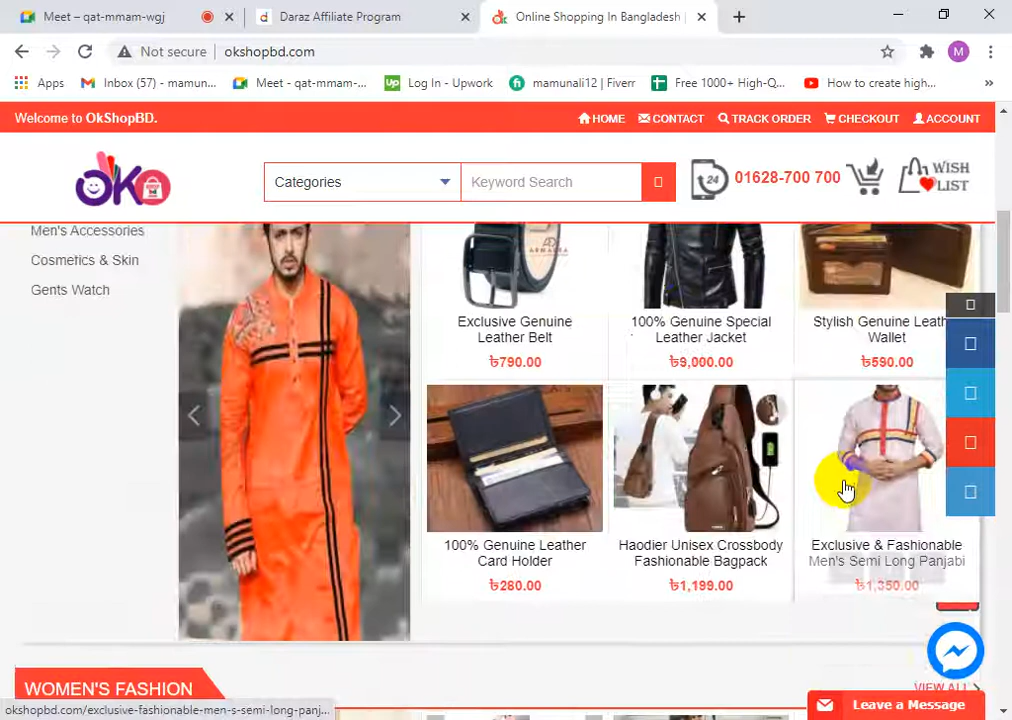 Meet – qat-mmam-wgj
Daraz Affiliate Program
Online Shopping In Bangladesh |
Not secure
okshopbd.com
M
Apps
Inbox (57) - mamun...
Meet - qat-mmam-...
Up Log In - Upwork
fi mamunali12 | Fiverr
Free 1000+ High-Q...
How to create high...
»
Welcome to OkShopBD.
HOME
CONTACT
TRACK ORDER
CHECKOUT
ACCOUNT
OK
Categories
Keyword Search
24
01628-700 700
WISH
LIST
Men's Accessories
Cosmetics & Skin
Gents Watch
Exclusive Genuine
Leather Belt
৳790.00
100% Genuine Special
Leather Jacket
৳9,000.00
Stylish Genuine Leath
Wallet
৳590.00
100% Genuine Leather
Card Holder
৳280.00
Haodier Unisex Crossbody
Fashionable Bagpack
৳1,199.00
Exclusive & Fashionable
Men's Semi Long Panjabi
৳1,350.00
WOMEN'S FASHION
VIEW ALL
okshopbd.com/exclusive-fashionable-men-s-semi-long-panj...
Leave a Message